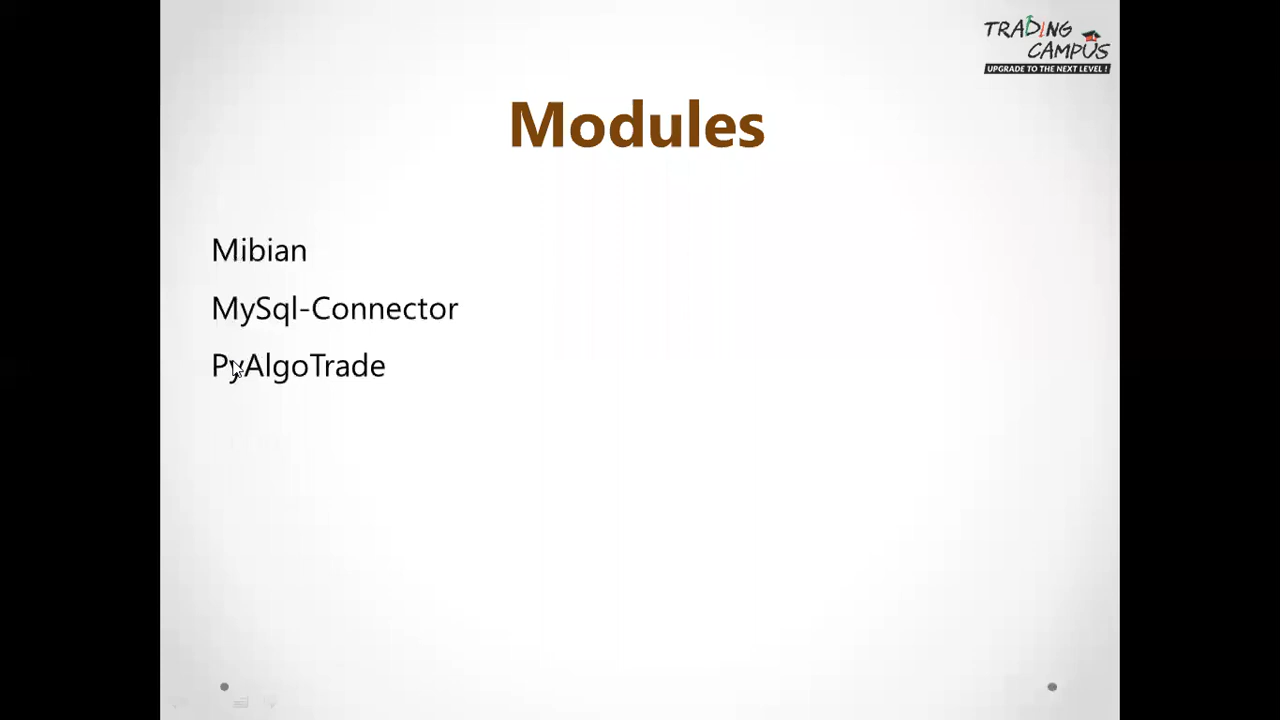 TRADING
CAMPUS
UPGRADE TO THE NEXT LEVEL !
Modules
Mibian
MySql-Connector
PyAlgoTrade